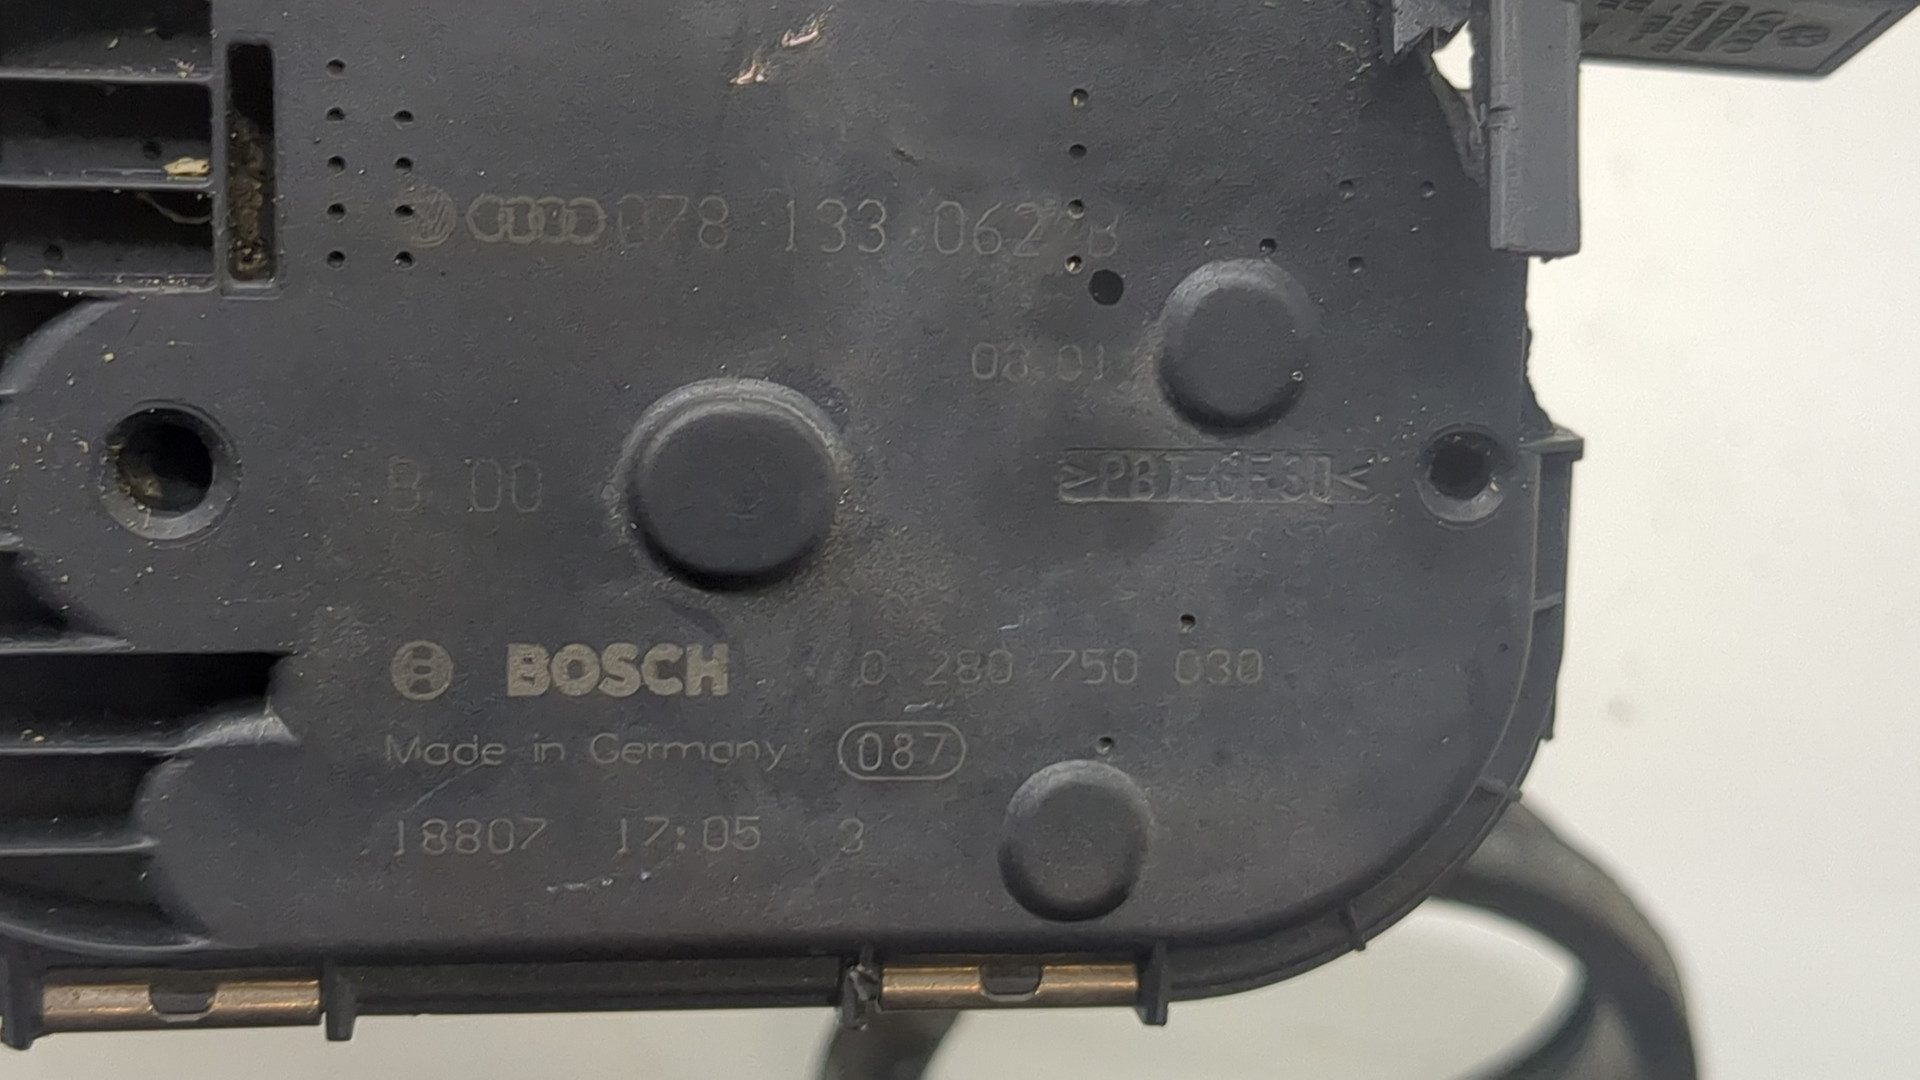 078 133 062 B
08.01
B 00
>PBT-GF30<
BOSCH 0 280 750 030
Made in Germany 087
18807 17:05 3